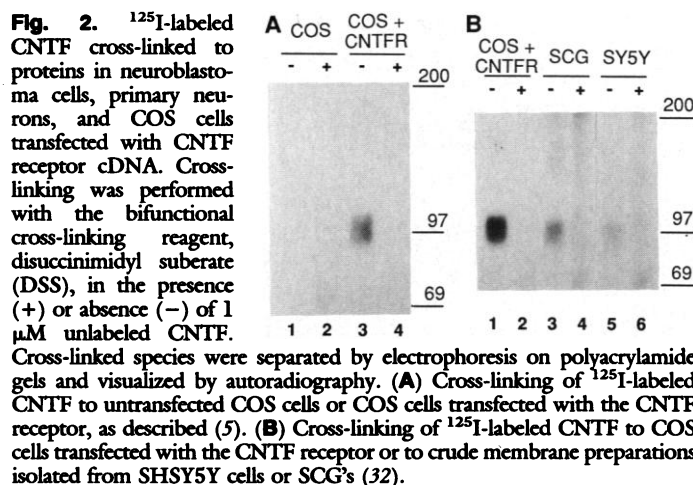 Fig. 2. ¹²⁵I-labeled
CNTF cross-linked to
proteins in neuroblasto-
ma cells, primary neu-
rons, and COS cells
transfected with CNTF
receptor cDNA. Cross-
linking was performed
with the bifunctional
cross-linking reagent,
disuccinimidyl suberate
(DSS), in the presence
(+) or absence (−) of 1
μM unlabeled CNTF.
A COS COS +
CNTFR
- + - +
200
97
69
1 2 3 4
B COS +
CNTFR SCG SY5Y
- + - + - +
200
97
69
1 2 3 4 5 6
Cross-linked species were separated by electrophoresis on polyacrylamide
gels and visualized by autoradiography. (A) Cross-linking of ¹²⁵I-labeled
CNTF to untransfected COS cells or COS cells transfected with the CNTF
receptor, as described (5). (B) Cross-linking of ¹²⁵I-labeled CNTF to COS
cells transfected with the CNTF receptor or to crude membrane preparations
isolated from SHSY5Y cells or SCG's (32).